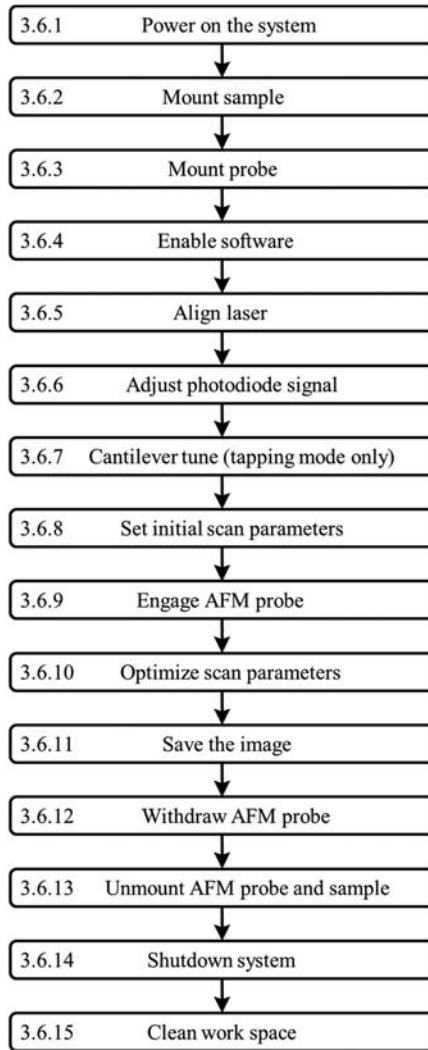 3.6.1 Power on the system
3.6.2 Mount sample
3.6.3 Mount probe
3.6.4 Enable software
3.6.5 Align laser
3.6.6 Adjust photodiode signal
3.6.7 Cantilever tune (tapping mode only)
3.6.8 Set initial scan parameters
3.6.9 Engage AFM probe
3.6.10 Optimize scan parameters
3.6.11 Save the image
3.6.12 Withdraw AFM probe
3.6.13 Unmount AFM probe and sample
3.6.14 Shutdown system
3.6.15 Clean work space